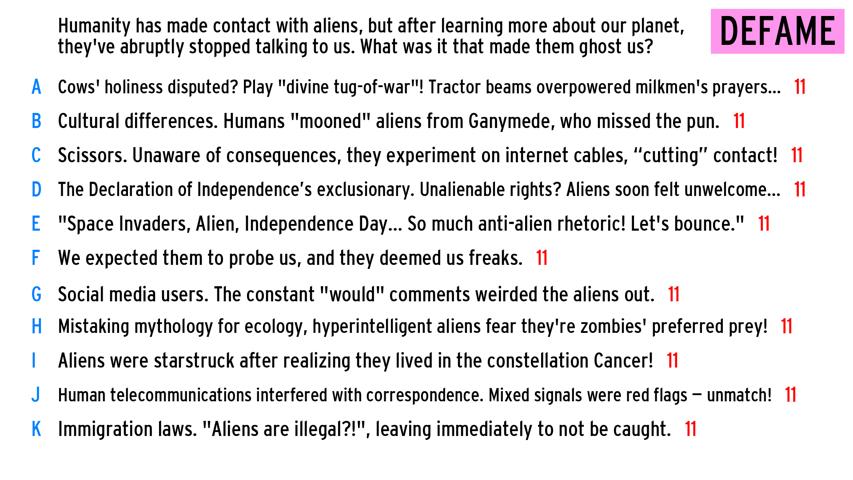 Humanity has made contact with aliens, but after learning more about our planet,
they've abruptly stopped talking to us. What was it that made them ghost us?
DEFAME
A Cows' holiness disputed? Play "divine tug-of-war"! Tractor beams overpowered milkmen's prayers... 11
B Cultural differences. Humans "mooned" aliens from Ganymede, who missed the pun. 11
C Scissors. Unaware of consequences, they experiment on internet cables, “cutting” contact! 11
D The Declaration of Independence’s exclusionary. Unalienable rights? Aliens soon felt unwelcome... 11
E "Space Invaders, Alien, Independence Day... So much anti-alien rhetoric! Let's bounce." 11
F We expected them to probe us, and they deemed us freaks. 11
G Social media users. The constant "would" comments weirded the aliens out. 11
H Mistaking mythology for ecology, hyperintelligent aliens fear they're zombies' preferred prey! 11
I Aliens were starstruck after realizing they lived in the constellation Cancer! 11
J Human telecommunications interfered with correspondence. Mixed signals were red flags – unmatch! 11
K Immigration laws. "Aliens are illegal?!", leaving immediately to not be caught. 11